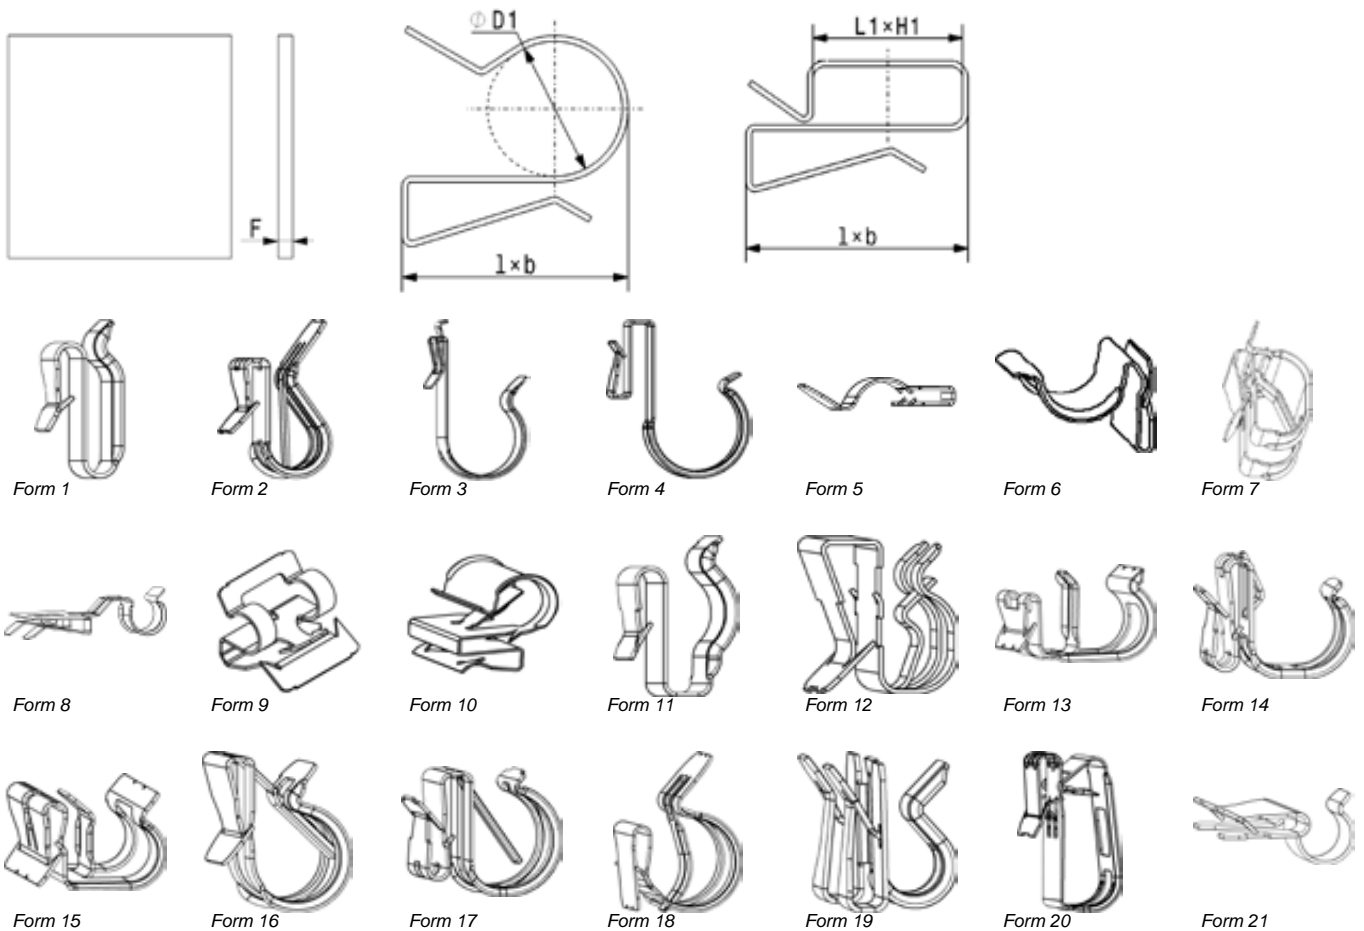 ⌀ D1
L1×H1
F
l×b
l×b
Form 1
Form 2
Form 3
Form 4
Form 5
Form 6
Form 7
Form 8
Form 9
Form 10
Form 11
Form 12
Form 13
Form 14
Form 15
Form 16
Form 17
Form 18
Form 19
Form 20
Form 21